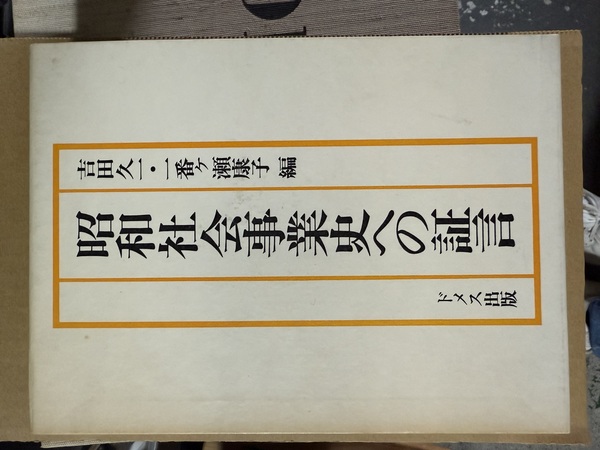 吉田久一・一番ヶ瀬康子 編
昭和社会事業史への証言
ドメス出版